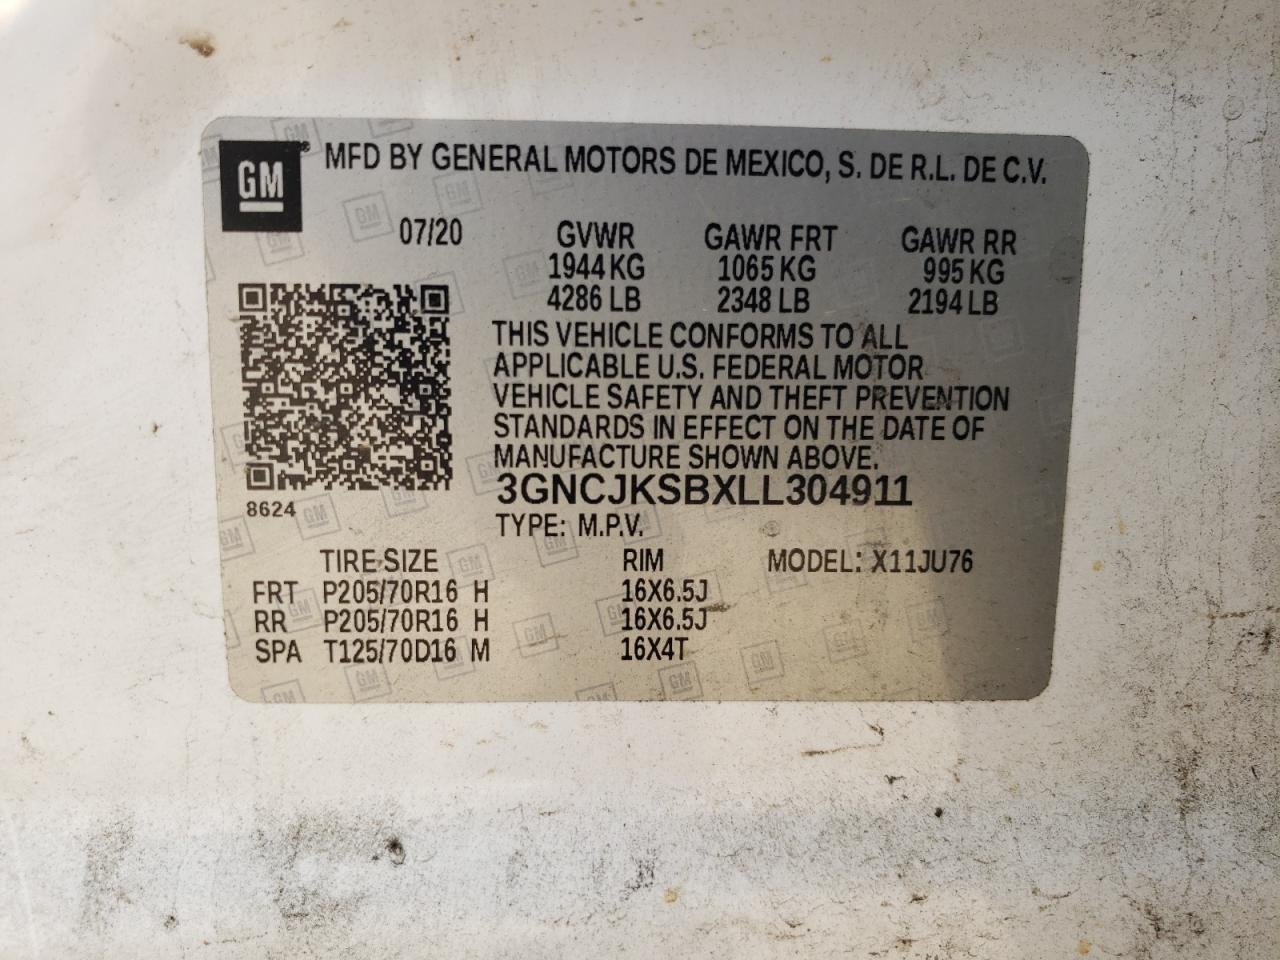 GM® MFD BY GENERAL MOTORS DE MEXICO, S. DE R.L. DE C.V.
07/20 GVWR GAWR FRT GAWR RR
1944 KG 1065 KG 995 KG
4286 LB 2348 LB 2194 LB
THIS VEHICLE CONFORMS TO ALL
APPLICABLE U.S. FEDERAL MOTOR
VEHICLE SAFETY AND THEFT PREVENTION
STANDARDS IN EFFECT ON THE DATE OF
MANUFACTURE SHOWN ABOVE.
3GNCJKSBXLL304911
8624
TYPE: M.P.V.
TIRE-SIZE RIM MODEL: X11JU76
FRT P205/70R16 H 16X6.5J
RR P205/70R16 H 16X6.5J
SPA T125/70D16 M 16X4T